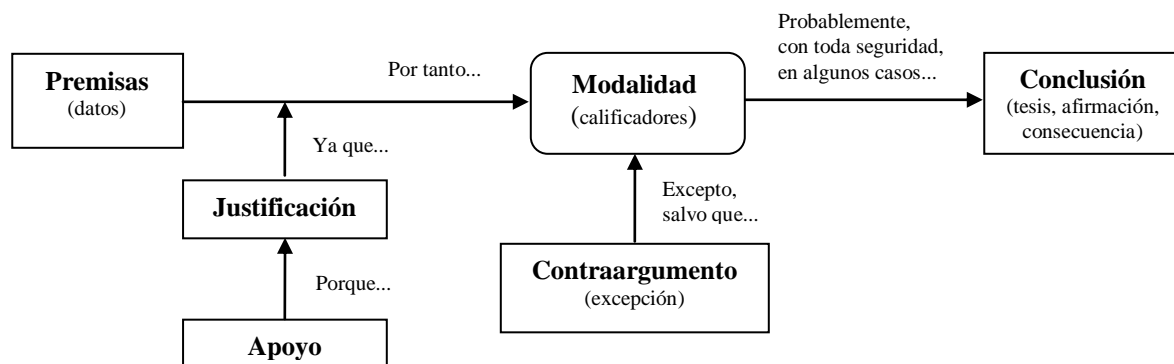 Probablemente,
con toda seguridad,
en algunos casos...
Por tanto...
Premisas
(datos)
Modalidad
(calificadores)
Conclusión
(tesis, afirmación,
consecuencia)
Ya que...
Justificación
Excepto,
salvo que...
Contraargumento
(excepción)
Porque...
Apoyo